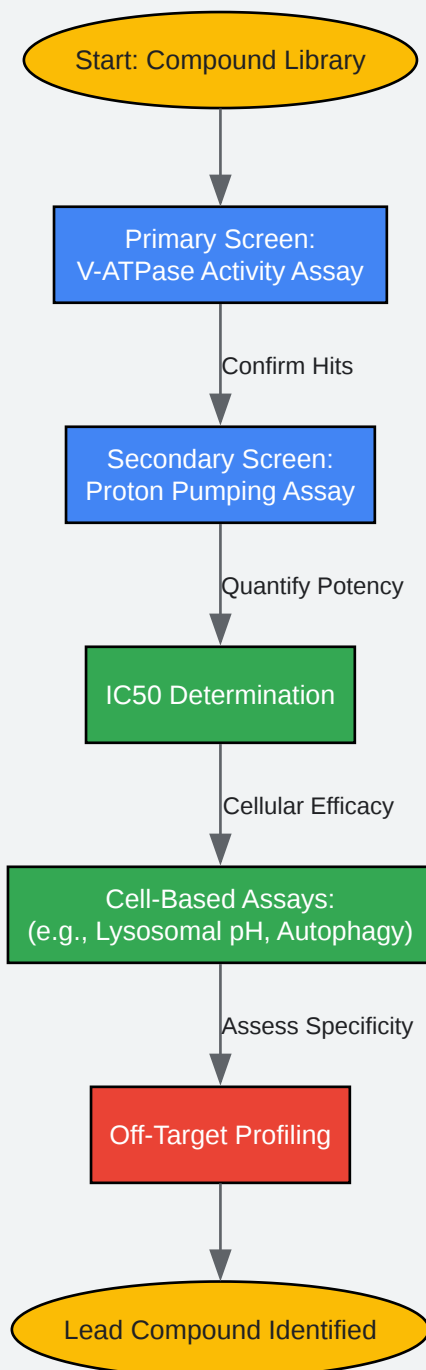 Start: Compound Library
Primary Screen:
V-ATPase Activity Assay
Confirm Hits
Secondary Screen:
Proton Pumping Assay
Quantify Potency
IC50 Determination
Cellular Efficacy
Cell-Based Assays:
(e.g., Lysosomal pH, Autophagy)
Assess Specificity
Off-Target Profiling
Lead Compound Identified